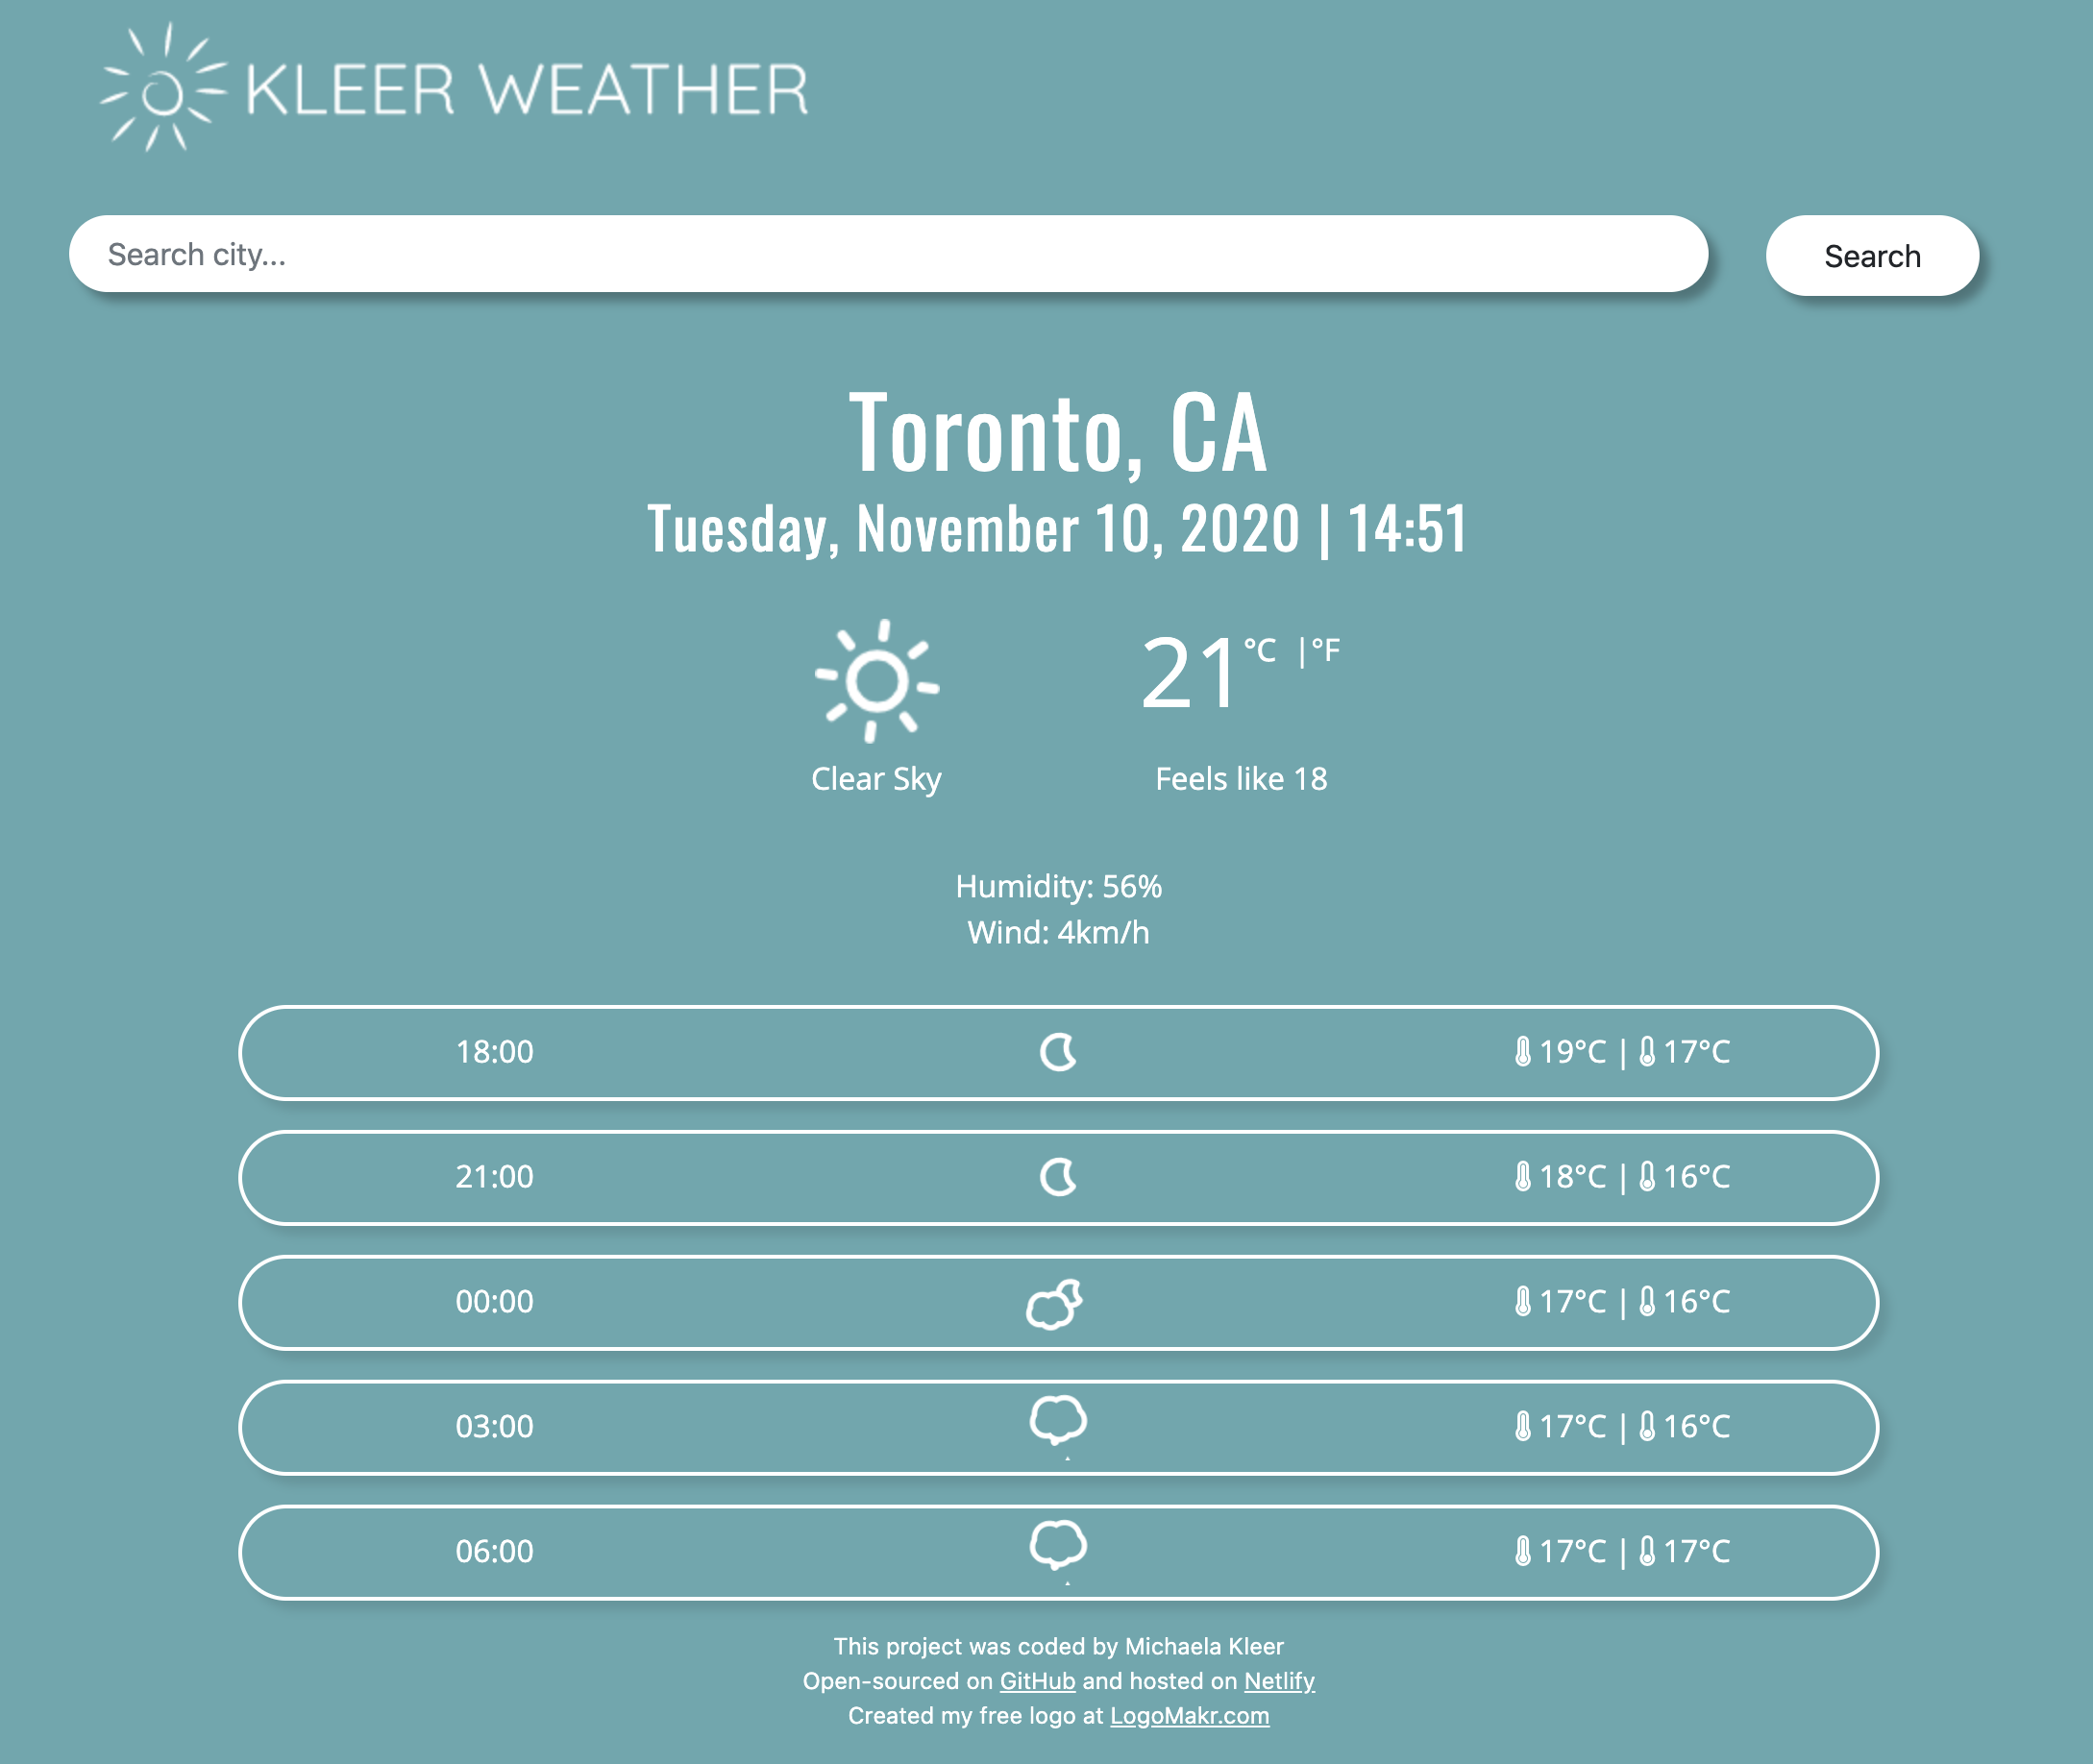 KLEER WEATHER
Search city...
Search
Toronto, CA
Tuesday, November 10, 2020 | 14:51
21°C |°F
Clear Sky
Feels like 18
Humidity: 56%
Wind: 4km/h
18:00 19°C | 17°C
21:00 18°C | 16°C
00:00 17°C | 16°C
03:00 17°C | 16°C
06:00 17°C | 17°C
This project was coded by Michaela Kleer
Open-sourced on GitHub and hosted on Netlify
Created my free logo at LogoMakr.com